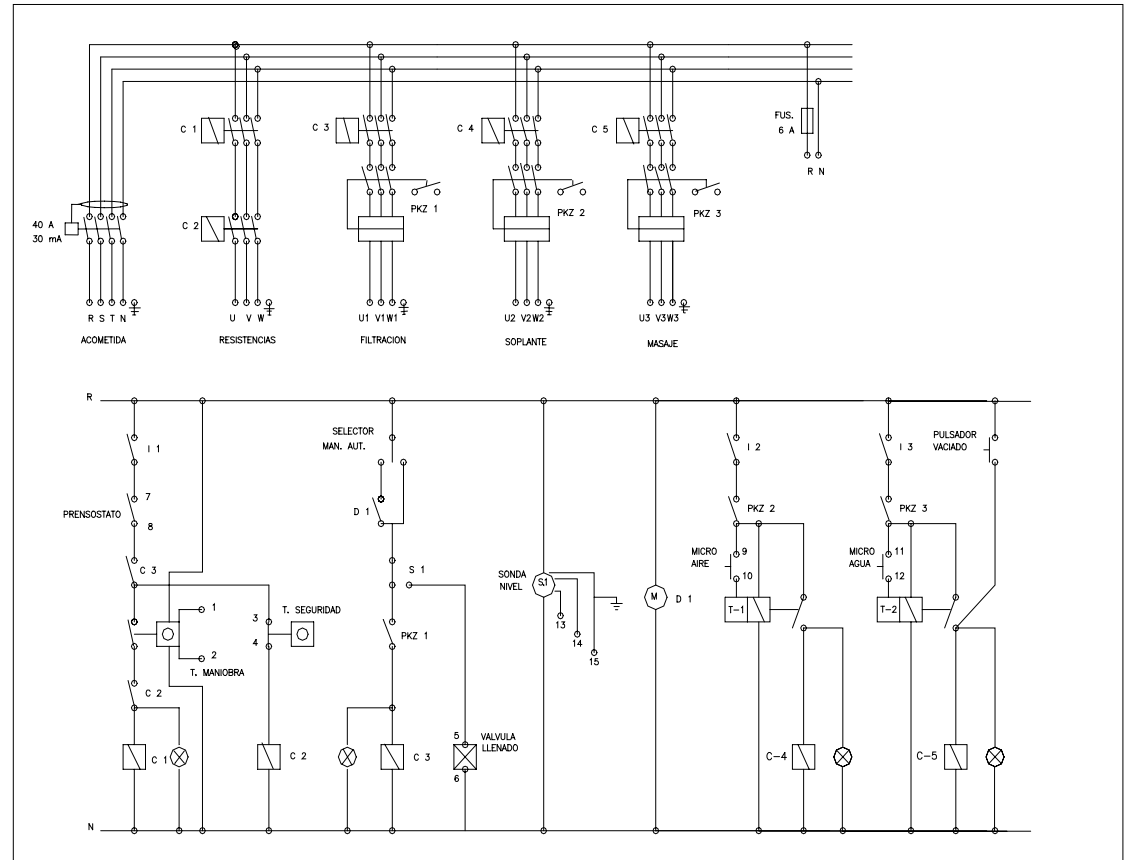 C 1
C 3
C 4
C 5
FUS.
6 A
R N
PKZ 1
PKZ 2
PKZ 3
40 A
30 mA
C 2
R S T N
U V W
U1 V1 W1
U2 V2 W2
U3 V3 W3
ACOMETIDA
RESISTENCIAS
FILTRACION
SOPLANTE
MASAJE
R
SELECTOR
MAN. AUT.
PULSADOR
VACIADO
I 1
I 2
I 3
7
PRENSOSTATO
8
D 1
PKZ 2
PKZ 3
C 3
S 1
MICRO
AIRE
9
10
MICRO
AGUA
11
12
SONDA
NIVEL
S.1
M
D 1
T-1
T-2
1
2
T. MANIOBRA
3
4
T. SEGURIDAD
PKZ 1
13
14
15
C 2
5
6
VALVULA
LLENADO
C 1
C 2
C 3
C-4
C-5
N